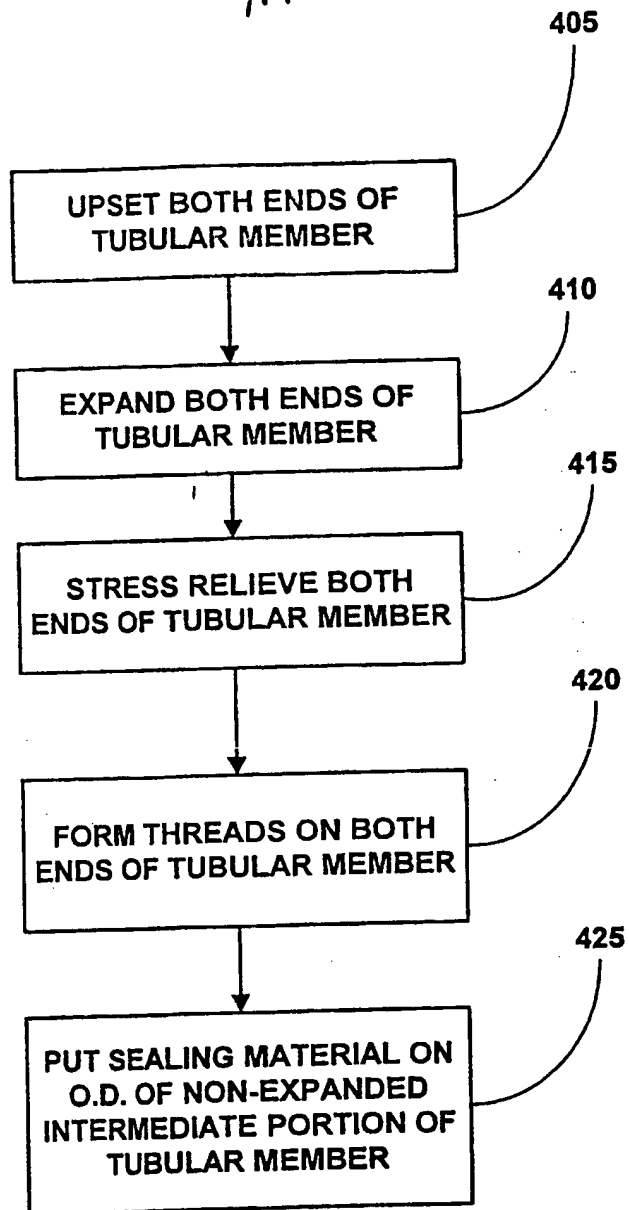 405
UPSET BOTH ENDS OF
TUBULAR MEMBER
410
EXPAND BOTH ENDS OF
TUBULAR MEMBER
415
STRESS RELIEVE BOTH
ENDS OF TUBULAR MEMBER
420
FORM THREADS ON BOTH
ENDS OF TUBULAR MEMBER
425
PUT SEALING MATERIAL ON
O.D. OF NON-EXPANDED
INTERMEDIATE PORTION OF
TUBULAR MEMBER